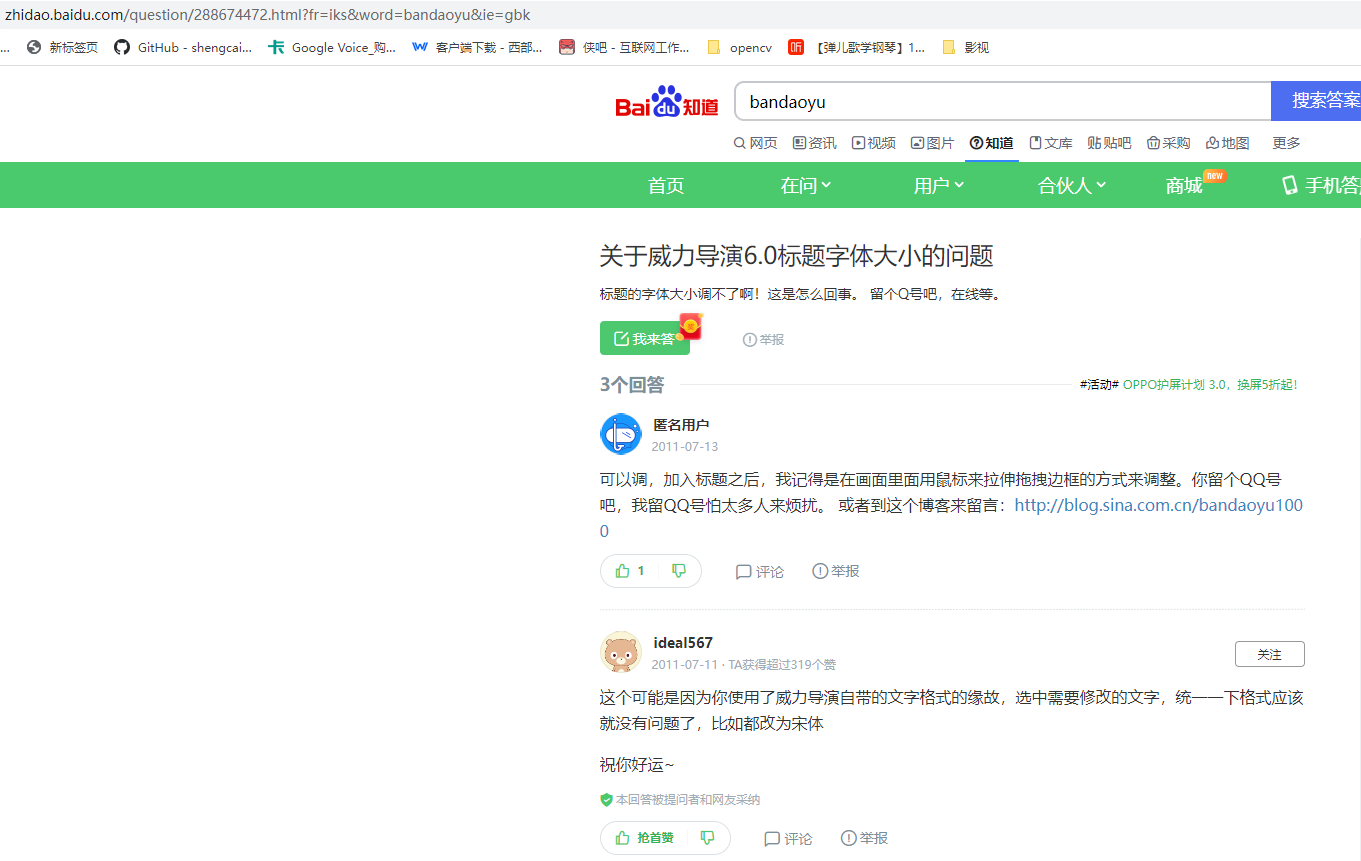 zhidao.baidu.com/question/288674472.html?fr=iks&word=bandaoyu&ie=gbk
... 新标签页 GitHub - shengcai... Google Voice_购... 客户端下载 - 西部... 侠吧 - 互联网工作... opencv 听 【弹儿歌学钢琴】1... 影视
Bai du 知道 bandaoyu 搜索答案
网页 资讯 视频 图片 知道 文库 贴吧 采购 地图 更多
首页 在问 用户 合伙人 商城 new 手机答
关于威力导演6.0标题字体大小的问题
标题的字体大小调不了啊！这是怎么回事。 留个Q号吧，在线等。
我来答 举报
3个回答 #活动# OPPO护屏计划 3.0，换屏5折起！
匿名用户
2011-07-13
可以调，加入标题之后，我记得是在画面里面用鼠标来拉伸拖拽边框的方式来调整。你留个QQ号
吧，我留QQ号怕太多人来烦扰。 或者到这个博客来留言：http://blog.sina.com.cn/bandaoyu100
0
1 评论 举报
ideal567
2011-07-11 · TA获得超过319个赞 关注
这个可能是因为你使用了威力导演自带的文字格式的缘故，选中需要修改的文字，统一一下格式应该
就没有问题了，比如都改为宋体
祝你好运~
本回答被提问者和网友采纳
抢首赞 评论 举报